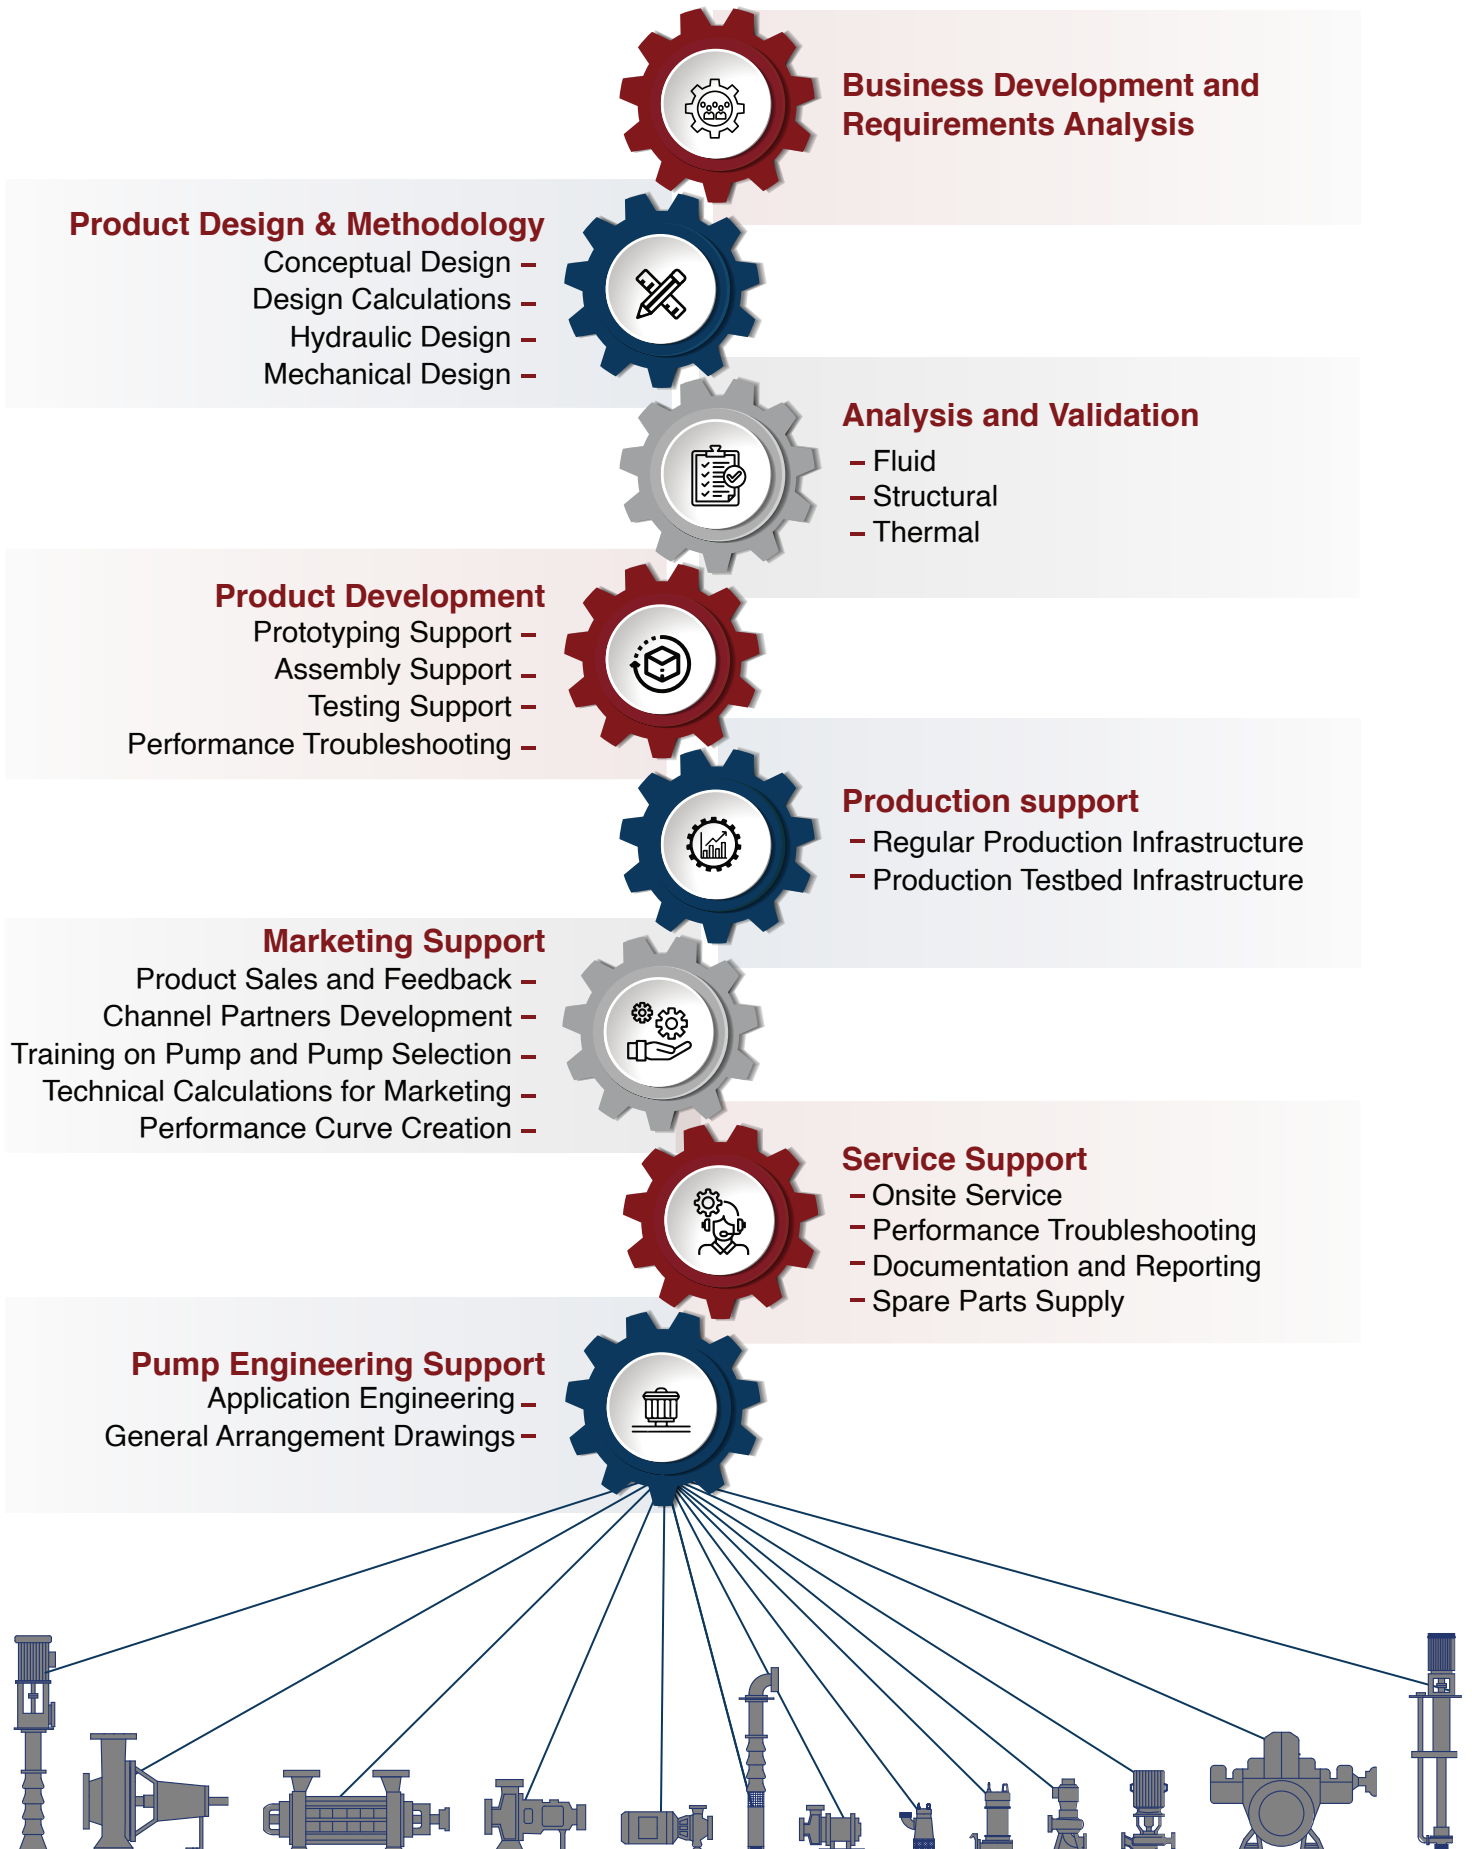 Business Development and
Requirements Analysis
Product Design & Methodology
Conceptual Design –
Design Calculations –
Hydraulic Design –
Mechanical Design –
Analysis and Validation
– Fluid
– Structural
– Thermal
Product Development
Prototyping Support –
Assembly Support –
Testing Support –
Performance Troubleshooting –
Production support
– Regular Production Infrastructure
– Production Testbed Infrastructure
Marketing Support
Product Sales and Feedback –
Channel Partners Development –
Training on Pump and Pump Selection –
Technical Calculations for Marketing –
Performance Curve Creation –
Service Support
– Onsite Service
– Performance Troubleshooting
– Documentation and Reporting
– Spare Parts Supply
Pump Engineering Support
Application Engineering –
General Arrangement Drawings –